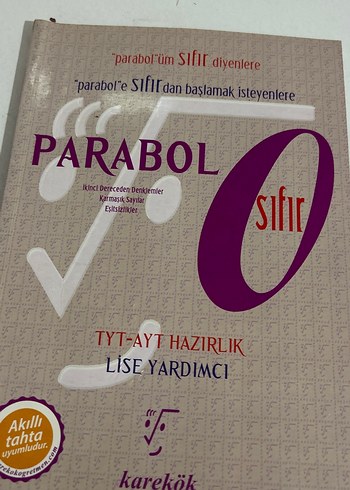 "parabol"üm sıfır diyenlere
"parabol"e sıfırdan başlamak isteyenlere
PARABOL
0
sıfır
İkinci Dereceden Denklemler
Karmaşık Sayılar
Eşitsizlikler
TYT-AYT HAZIRLIK
LİSE YARDIMCI
Akıllı
tahta
uyumludur.
karekök